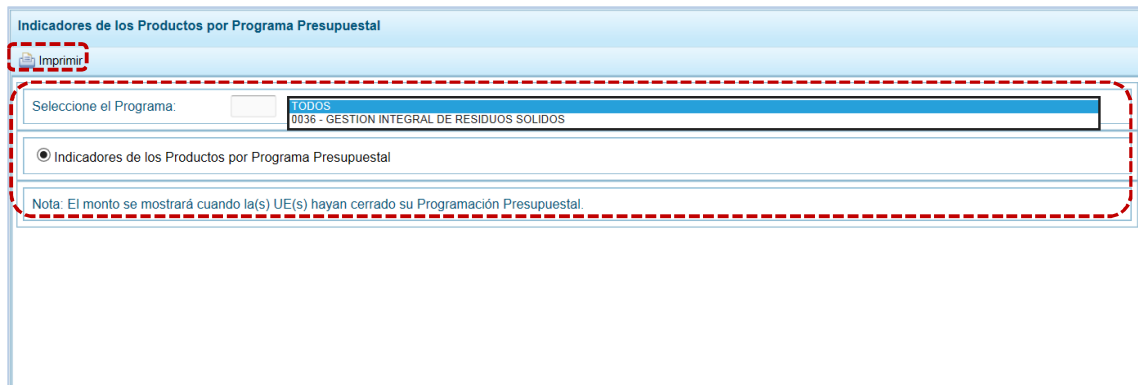 Indicadores de los Productos por Programa Presupuestal
Imprimir
Seleccione el Programa:
TODOS
0036 - GESTION INTEGRAL DE RESIDUOS SOLIDOS
Indicadores de los Productos por Programa Presupuestal
Nota: El monto se mostrará cuando la(s) UE(s) hayan cerrado su Programación Presupuestal.